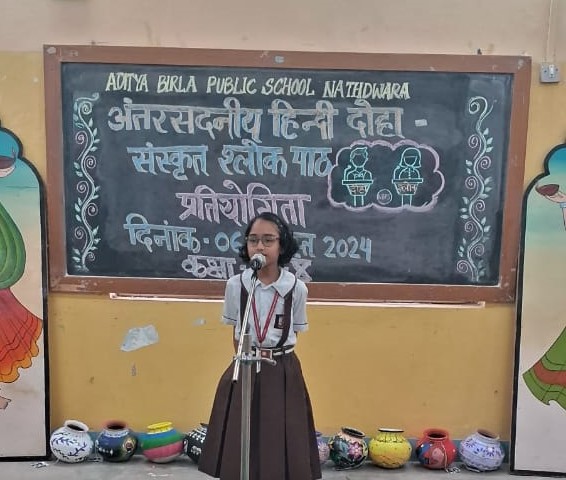 ADITYA BIRLA PUBLIC SCHOOL NATHDWARA
अंतरसदनीय हिन्दी दोहा -
संस्कृत श्लोक पाठ
दोहा श्लोक
प्रतियोगिता
दिनांक - 06 2024
कक्षा